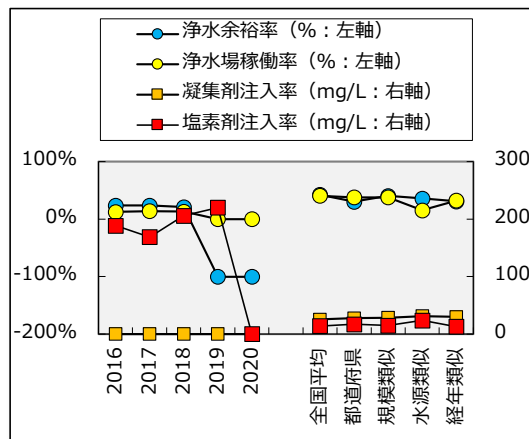 浄水余裕率（%：左軸）
浄水場稼働率（%：左軸）
凝集剤注入率（mg/L：右軸）
塩素剤注入率（mg/L：右軸）
100%
0%
-100%
-200%
300
200
100
0
2016
2017
2018
2019
2020
全国平均
都道府県
規模類似
水源類似
経年類似